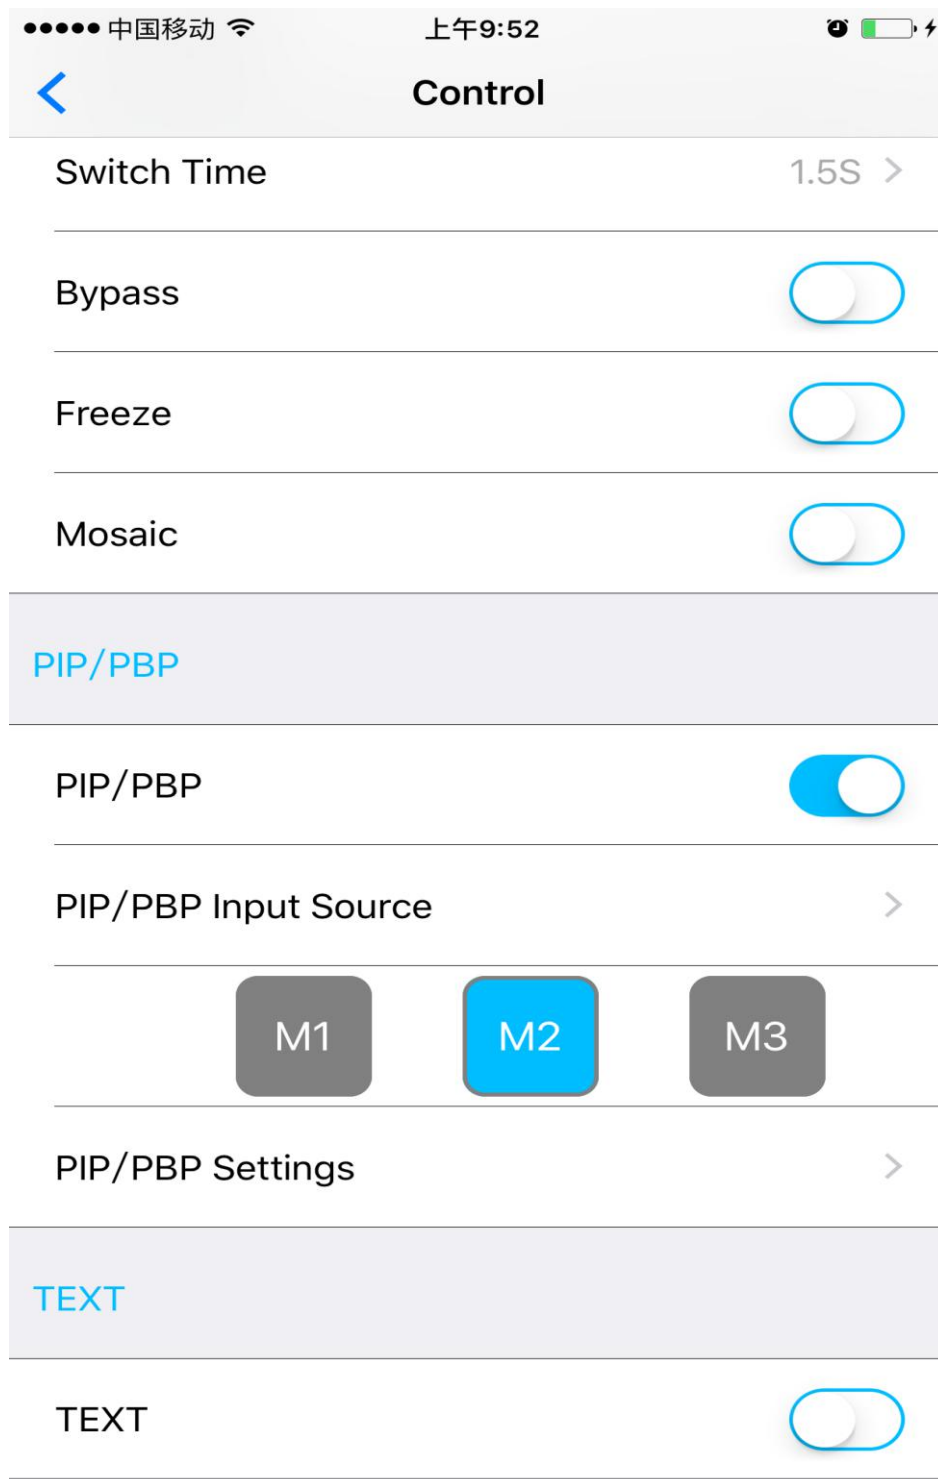 中国移动 上午9:52
Control
Switch Time 1.5S
Bypass
Freeze
Mosaic
PIP/PBP
PIP/PBP
PIP/PBP Input Source
M1 M2 M3
PIP/PBP Settings
TEXT
TEXT